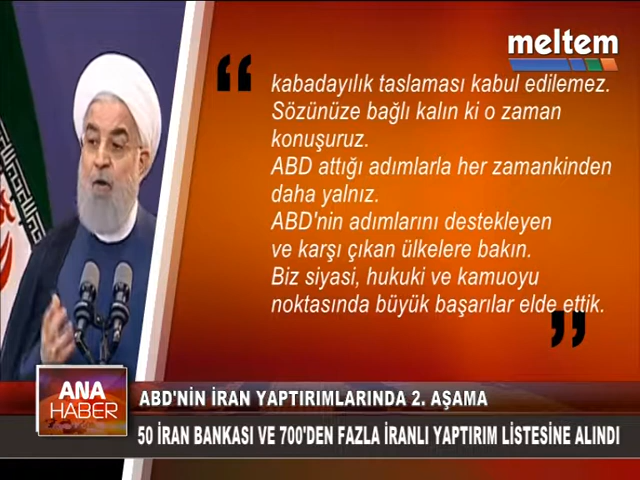 meltem
kabadayılık taslaması kabul edilemez.
Sözünüze bağlı kalın ki o zaman
konuşuruz.
ABD attığı adımlarla her zamankinden
daha yalnız.
ABD'nin adımlarını destekleyen
ve karşı çıkan ülkelere bakın.
Biz siyasi, hukuki ve kamuoyu
noktasında büyük başarılar elde ettik.
ANA
HABER
ABD'NİN İRAN YAPTIRIMLARINDA 2. AŞAMA
50 İRAN BANKASI VE 700'DEN FAZLA İRANLI YAPTIRIM LİSTESİNE ALINDI